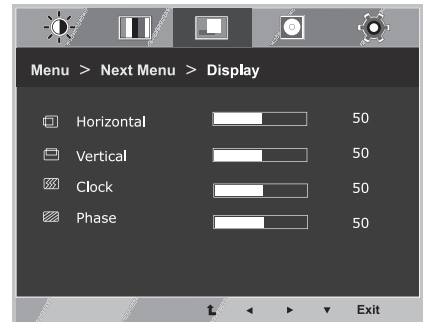 Menu > Next Menu > Display
Horizontal 50
Vertical 50
Clock 50
Phase 50
Exit